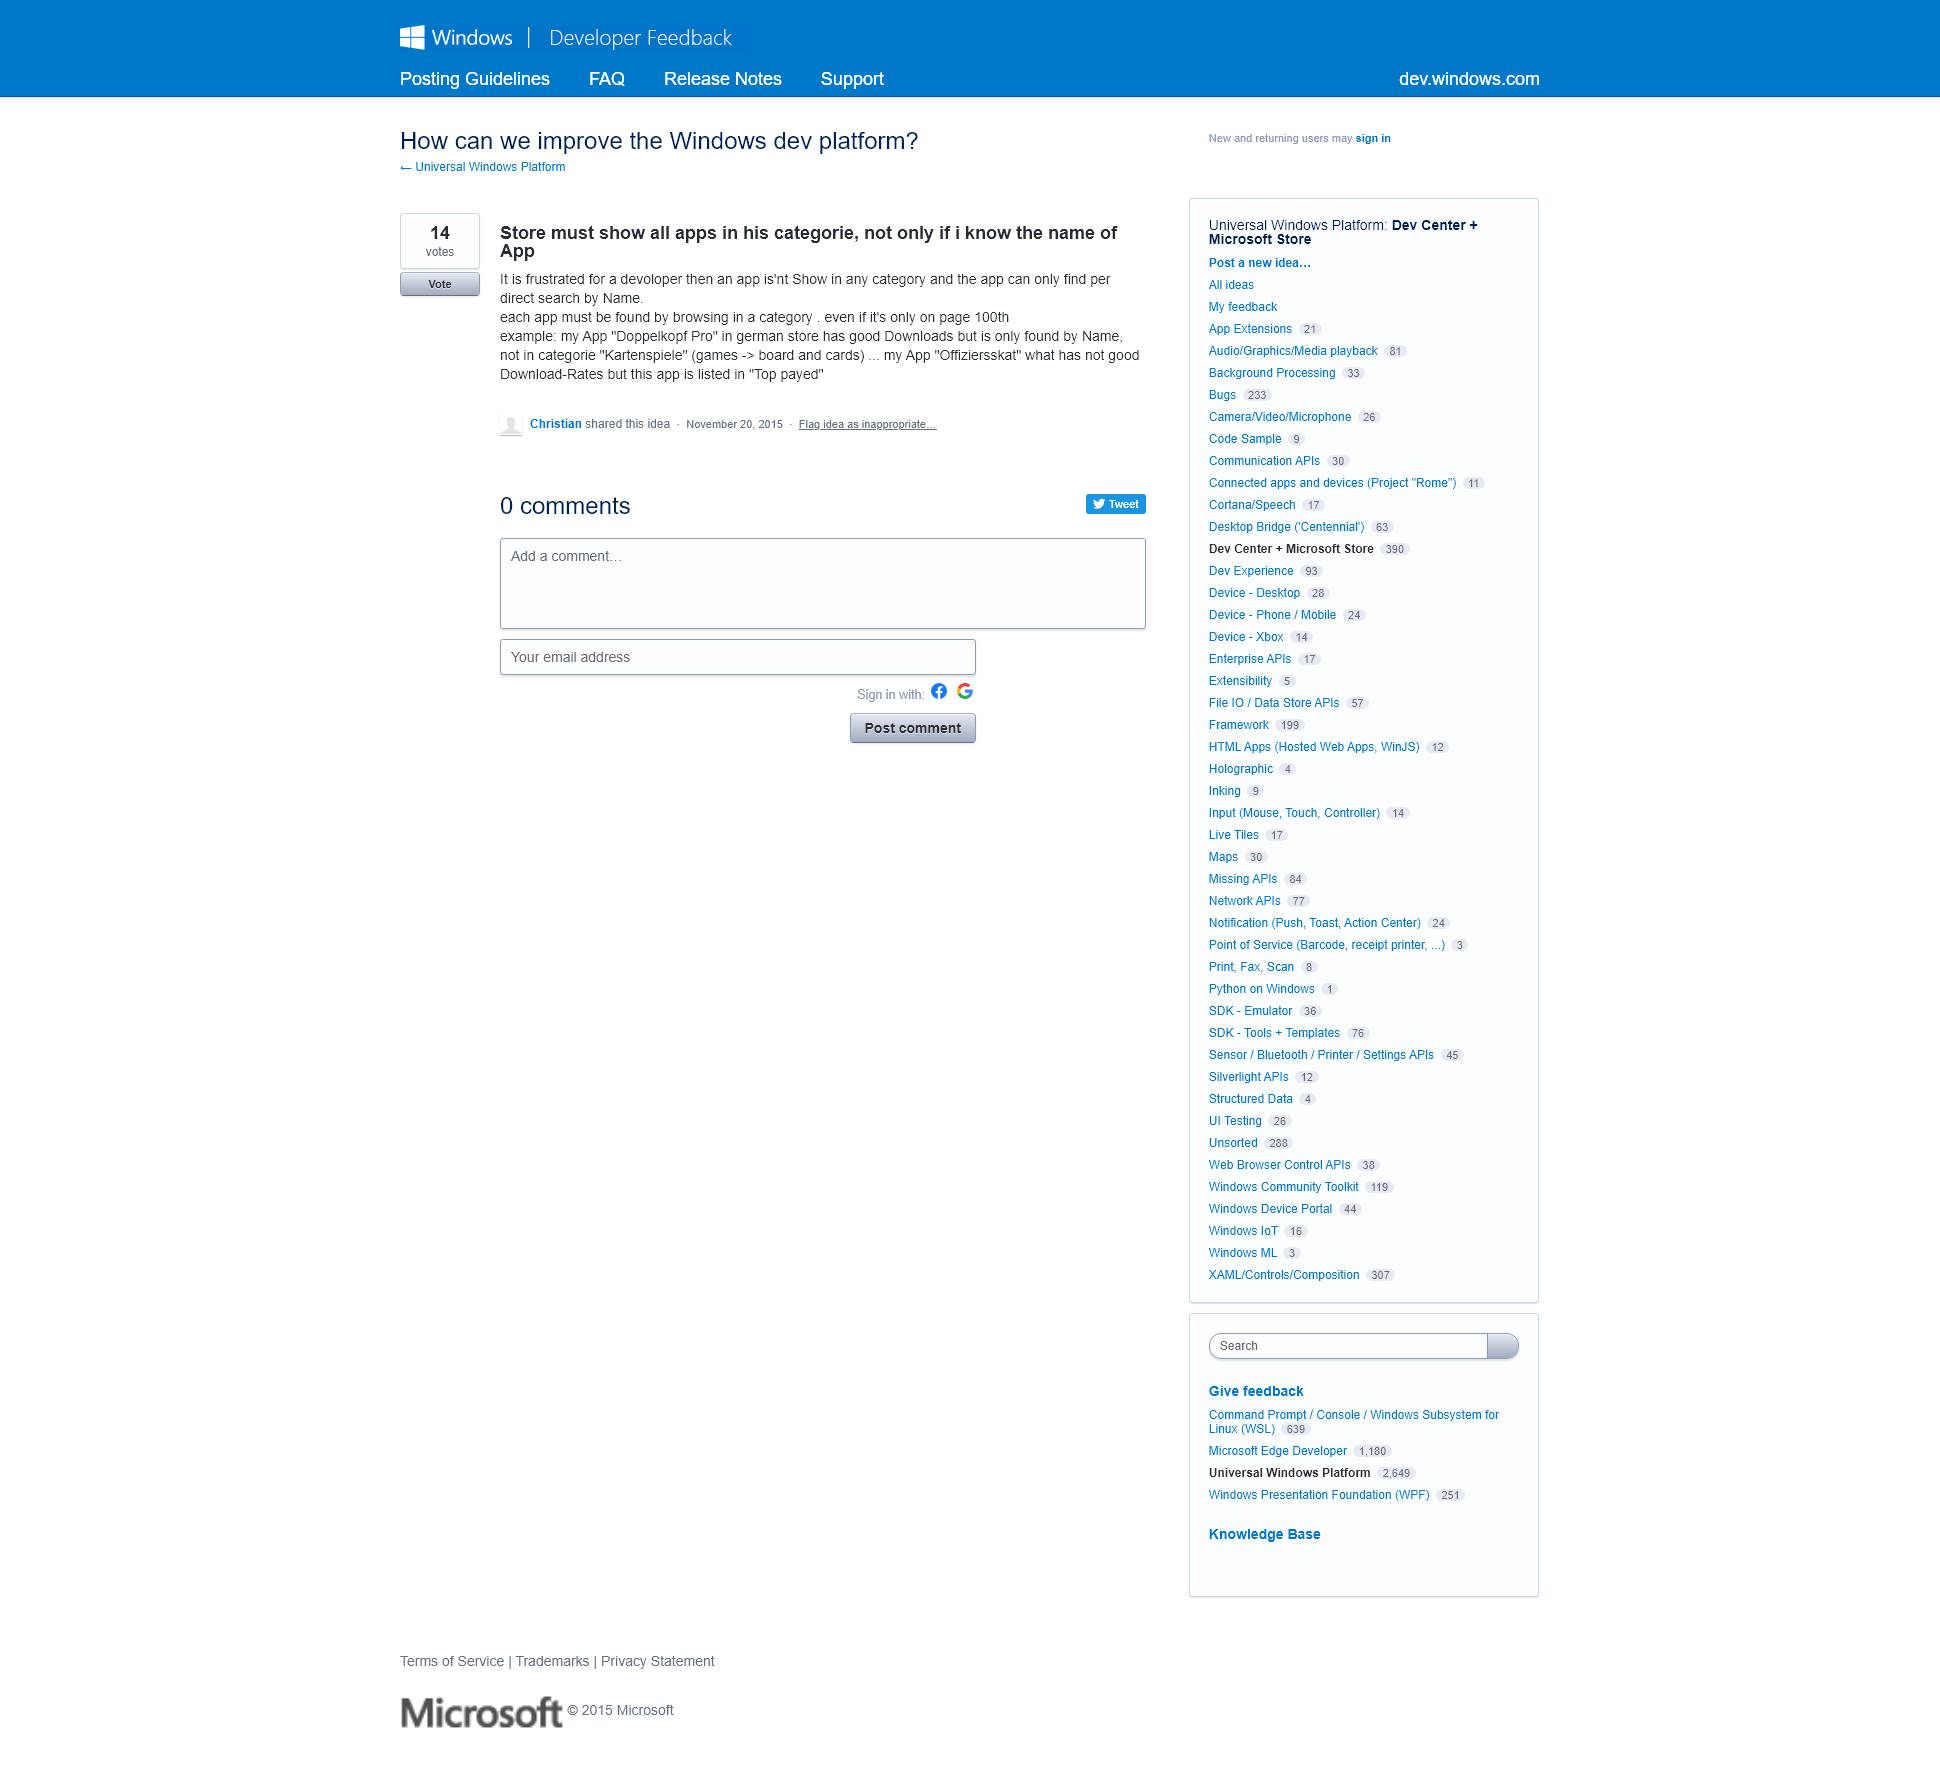 Windows | Developer Feedback
Posting Guidelines FAQ Release Notes Support dev.windows.com
How can we improve the Windows dev platform?
← Universal Windows Platform
New and returning users may sign in
14
votes
Vote
Store must show all apps in his categorie, not only if i know the name of
App
It is frustrated for a devoloper then an app is'nt Show in any category and the app can only find per
direct search by Name.
each app must be found by browsing in a category . even if it's only on page 100th
example: my App "Doppelkopf Pro" in german store has good Downloads but is only found by Name,
not in categorie "Kartenspiele" (games -> board and cards) ... my App "Offiziersskat" what has not good
Download-Rates but this app is listed in "Top payed"
Christian shared this idea · November 20, 2015 · Flag idea as inappropriate…
0 comments
Tweet
Add a comment…
Your email address
Sign in with:
Post comment
Universal Windows Platform: Dev Center +
Microsoft Store
Post a new idea…
All ideas
My feedback
App Extensions 21
Audio/Graphics/Media playback 81
Background Processing 33
Bugs 233
Camera/Video/Microphone 26
Code Sample 9
Communication APIs 30
Connected apps and devices (Project "Rome") 11
Cortana/Speech 17
Desktop Bridge ('Centennial') 63
Dev Center + Microsoft Store 390
Dev Experience 93
Device - Desktop 28
Device - Phone / Mobile 24
Device - Xbox 14
Enterprise APIs 17
Extensibility 5
File IO / Data Store APIs 57
Framework 199
HTML Apps (Hosted Web Apps, WinJS) 12
Holographic 4
Inking 9
Input (Mouse, Touch, Controller) 14
Live Tiles 17
Maps 30
Missing APIs 84
Network APIs 77
Notification (Push, Toast, Action Center) 24
Point of Service (Barcode, receipt printer, ...) 3
Print, Fax, Scan 8
Python on Windows 1
SDK - Emulator 36
SDK - Tools + Templates 76
Sensor / Bluetooth / Printer / Settings APIs 45
Silverlight APIs 12
Structured Data 4
UI Testing 26
Unsorted 288
Web Browser Control APIs 38
Windows Community Toolkit 119
Windows Device Portal 44
Windows IoT 16
Windows ML 3
XAML/Controls/Composition 307
Search
Give feedback
Command Prompt / Console / Windows Subsystem for
Linux (WSL) 639
Microsoft Edge Developer 1,180
Universal Windows Platform 2,649
Windows Presentation Foundation (WPF) 251
Knowledge Base
Terms of Service | Trademarks | Privacy Statement
Microsoft © 2015 Microsoft